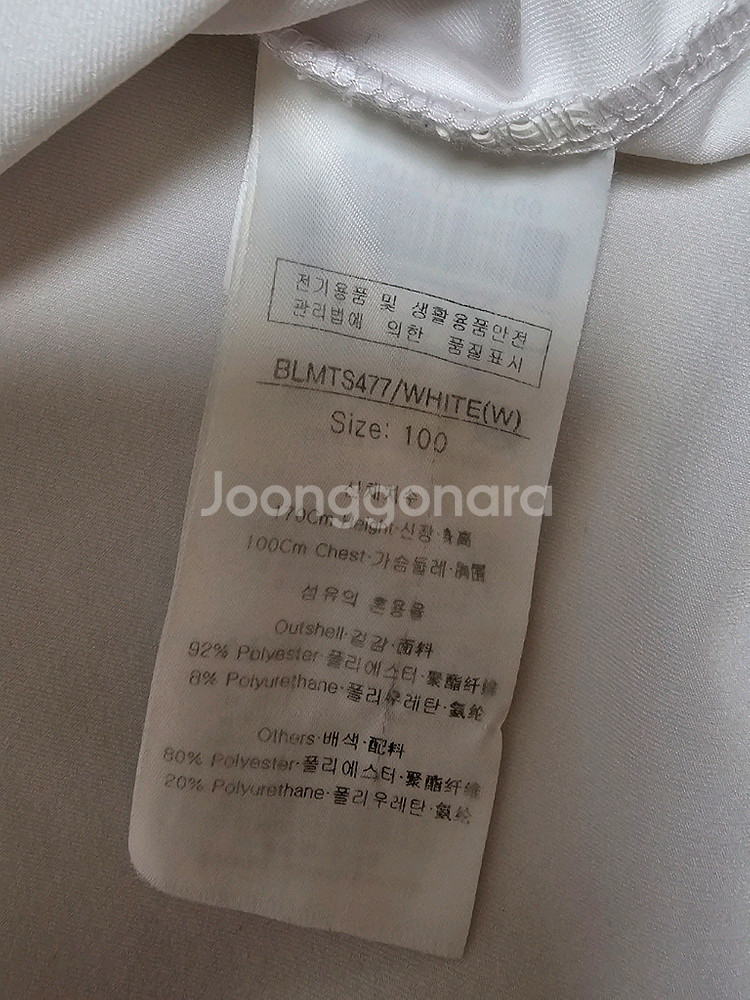 전기용품 및 생활용품안전
관리법에 의한 품질표시
BLMTS477/WHITE(W)
Size: 100
신체치수
Joonggonara
170Cm Height·신장·身高
100Cm Chest·가슴둘레·胸围
섬유의 혼용율
Outshell·겉감·面料
92% Polyester·폴리에스터·聚酯纤维
8% Polyurethane·폴리우레탄·氨纶
Others·배색·配料
80% Polyester·폴리에스터·聚酯纤维
20% Polyurethane·폴리우레탄·氨纶